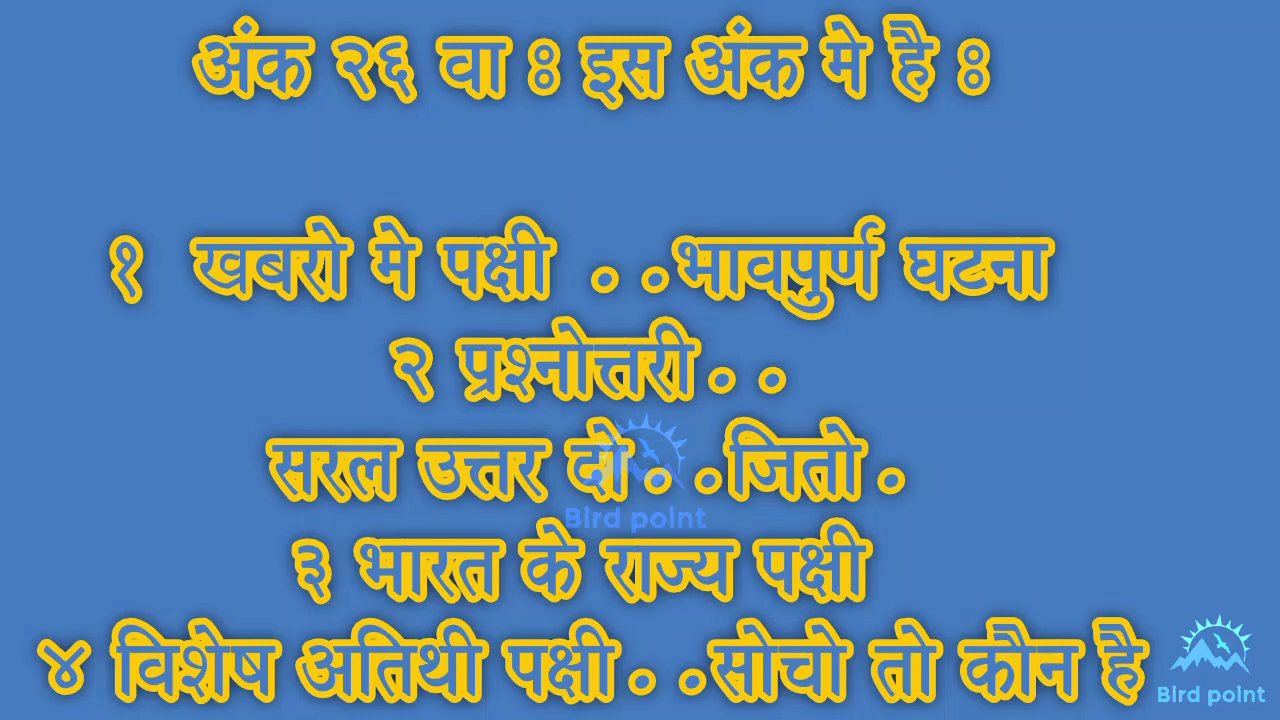 अंक २६ वा : इस अंक मे है :
१ खबरो मे पक्षी ..भावपुर्ण घटना
२ प्रश्नोत्तरी..
सरल उत्तर दो..जितो.
३ भारत के राज्य पक्षी
४ विशेष अतिथी पक्षी..सोचो तो कौन है
Bird point
Bird point